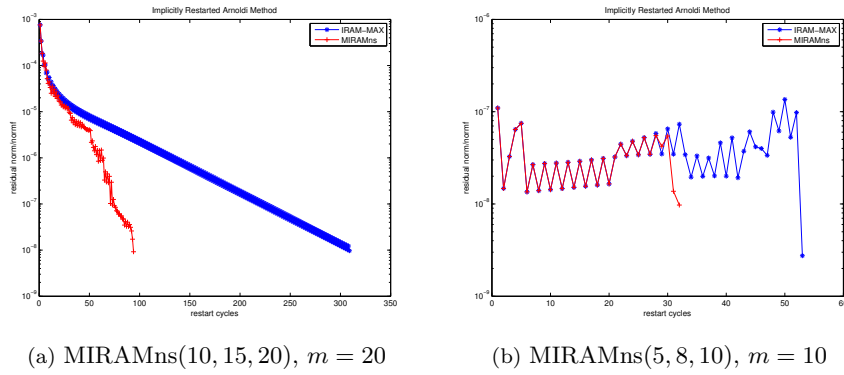 Implicitly Restarted Arnoldi Method
IRAM−MAX
MIRAMns
residual norm/normf
10−3
10−4
10−5
10−6
10−7
10−8
10−9
0 50 100 150 200 250 300 350
restart cycles
(a) MIRAMns(10, 15, 20), m = 20
Implicitly Restarted Arnoldi Method
IRAM−MAX
MIRAMns
residual norm/normf
10−6
10−7
10−8
10−9
0 10 20 30 40 50 60
restart cycles
(b) MIRAMns(5, 8, 10), m = 10